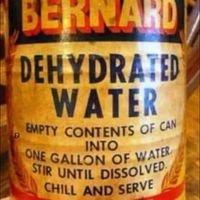 BERNARD
DEHYDRATED
WATER
EMPTY CONTENTS OF CAN
INTO
ONE GALLON OF WATER,
STIR UNTIL DISSOLVED.
CHILL AND SERVE